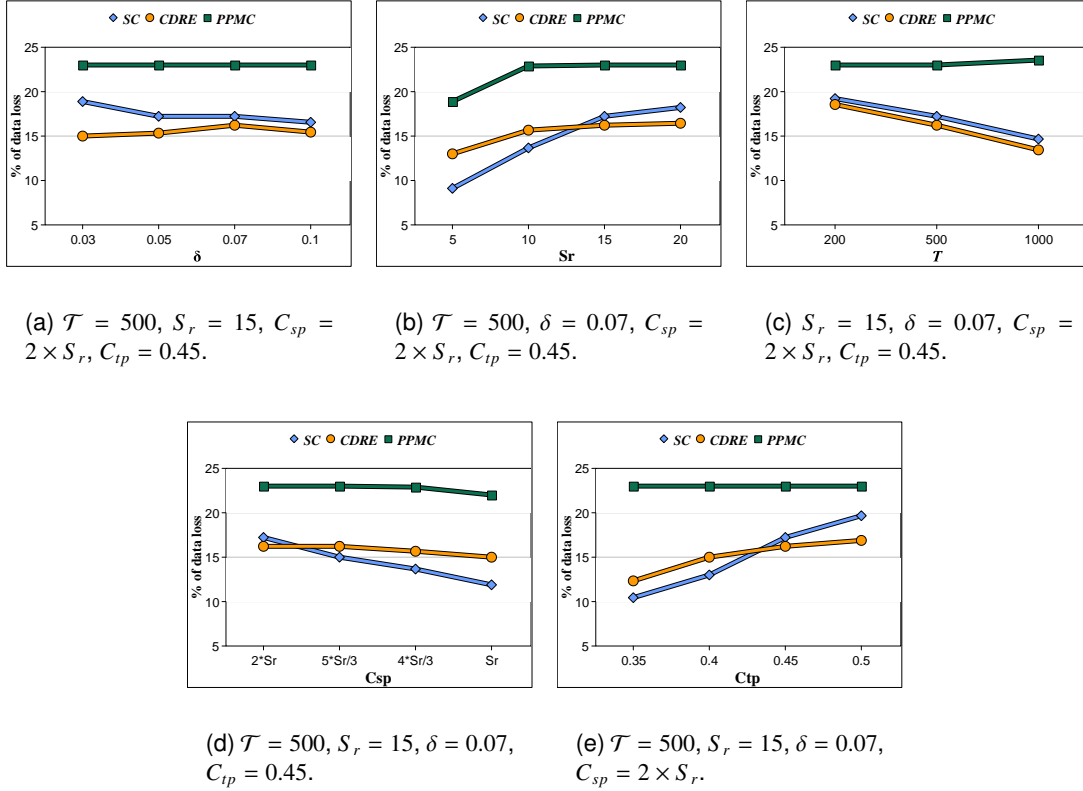 SC CDRE PPMC
SC CDRE PPMC
SC CDRE PPMC
% of data loss
25
20
15
10
5
0.03 0.05 0.07 0.1
δ
% of data loss
25
20
15
10
5
5 10 15 20
Sr
% of data loss
25
20
15
10
5
200 500 1000
T
(a) 𝒯 = 500, S_r = 15, C_sp =
2 × S_r, C_tp = 0.45.
(b) 𝒯 = 500, δ = 0.07, C_sp =
2 × S_r, C_tp = 0.45.
(c) S_r = 15, δ = 0.07, C_sp =
2 × S_r, C_tp = 0.45.
SC CDRE PPMC
SC CDRE PPMC
% of data loss
25
20
15
10
5
2*Sr 5*Sr/3 4*Sr/3 Sr
Csp
% of data loss
25
20
15
10
5
0.35 0.4 0.45 0.5
Ctp
(d) 𝒯 = 500, S_r = 15, δ = 0.07,
C_tp = 0.45.
(e) 𝒯 = 500, S_r = 15, δ = 0.07,
C_sp = 2 × S_r.